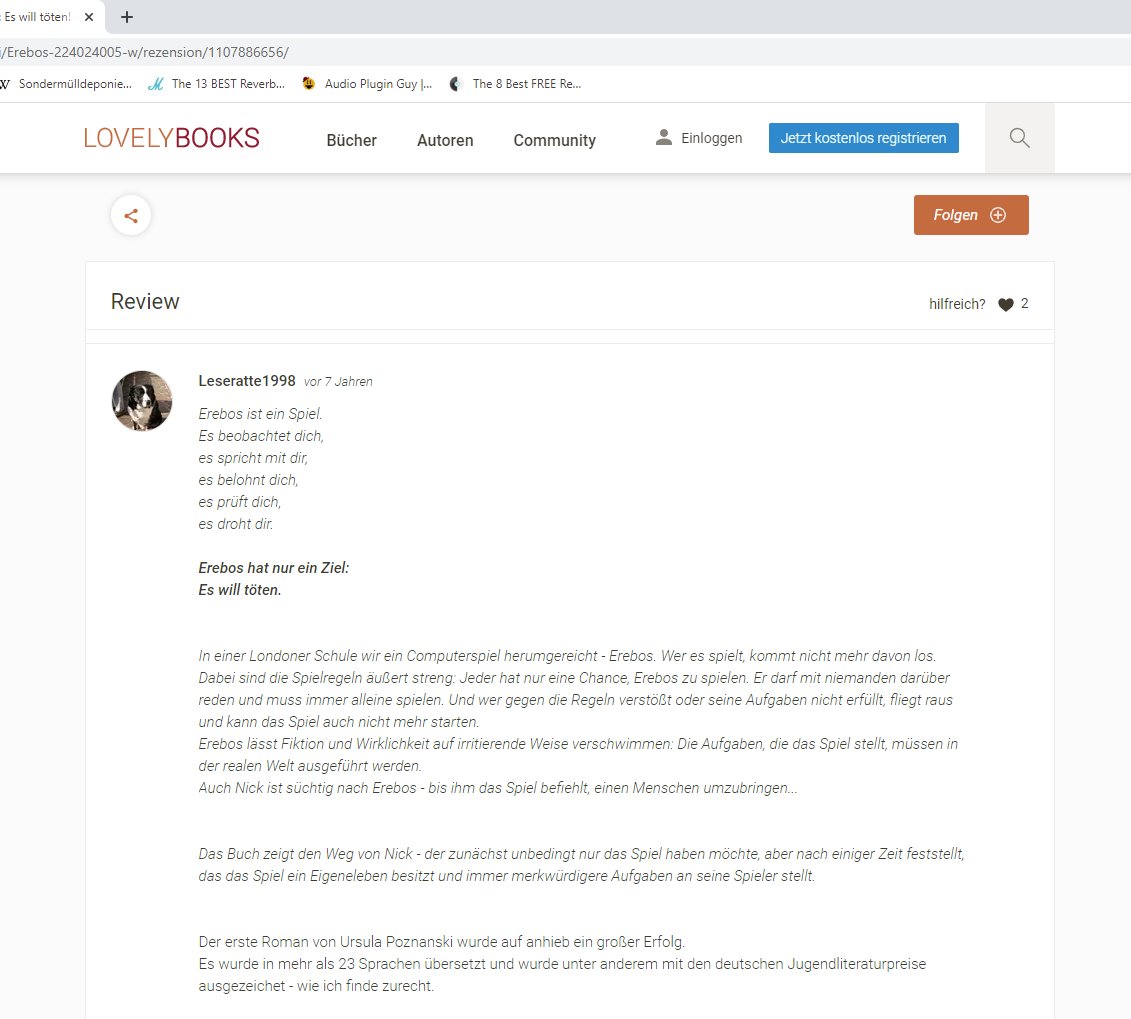 : Es will töten!
i/Erebos-224024005-w/rezension/1107886656/
W Sondermülldeponie... The 13 BEST Reverb... Audio Plugin Guy |... The 8 Best FREE Re...
LOVELYBOOKS Bücher Autoren Community Einloggen Jetzt kostenlos registrieren
Folgen
Review hilfreich? 2
Leseratte1998 vor 7 Jahren
Erebos ist ein Spiel.
Es beobachtet dich,
es spricht mit dir,
es belohnt dich,
es prüft dich,
es droht dir.
Erebos hat nur ein Ziel:
Es will töten.
In einer Londoner Schule wir ein Computerspiel herumgereicht - Erebos. Wer es spielt, kommt nicht mehr davon los.
Dabei sind die Spielregeln äußert streng: Jeder hat nur eine Chance, Erebos zu spielen. Er darf mit niemanden darüber
reden und muss immer alleine spielen. Und wer gegen die Regeln verstößt oder seine Aufgaben nicht erfüllt, fliegt raus
und kann das Spiel auch nicht mehr starten.
Erebos lässt Fiktion und Wirklichkeit auf irritierende Weise verschwimmen: Die Aufgaben, die das Spiel stellt, müssen in
der realen Welt ausgeführt werden.
Auch Nick ist süchtig nach Erebos - bis ihm das Spiel befiehlt, einen Menschen umzubringen...
Das Buch zeigt den Weg von Nick - der zunächst unbedingt nur das Spiel haben möchte, aber nach einiger Zeit feststellt,
das das Spiel ein Eigeneleben besitzt und immer merkwürdigere Aufgaben an seine Spieler stellt.
Der erste Roman von Ursula Poznanski wurde auf anhieb ein großer Erfolg.
Es wurde in mehr als 23 Sprachen übersetzt und wurde unter anderem mit den deutschen Jugendliteraturpreise
ausgezeichet - wie ich finde zurecht.